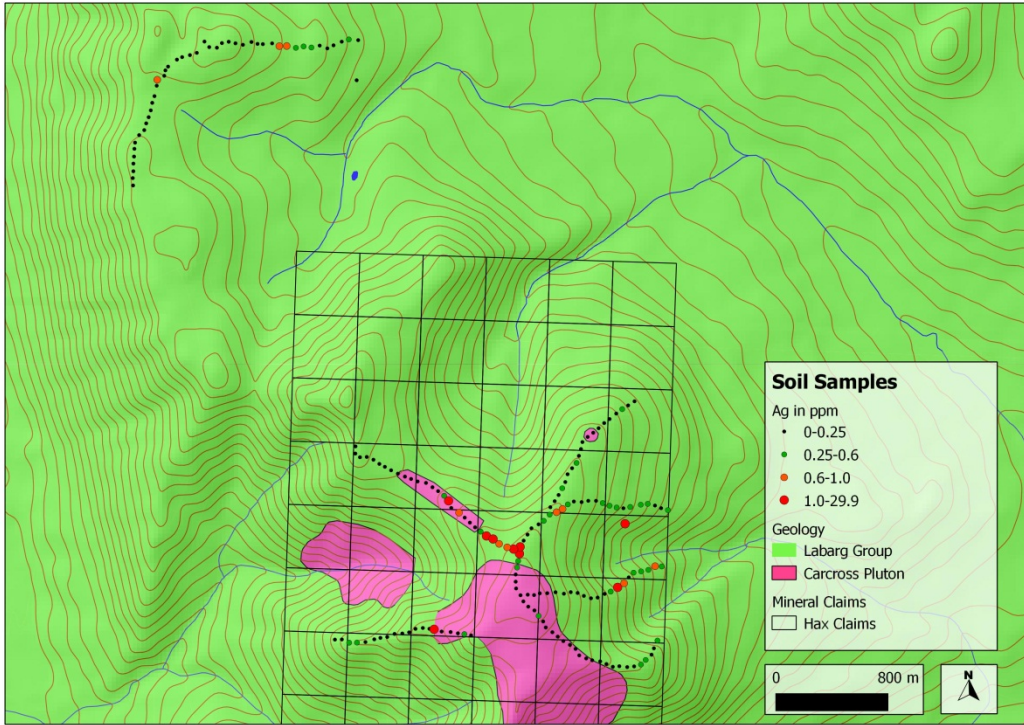 Soil Samples
Ag in ppm
0-0.25
0.25-0.6
0.6-1.0
1.0-29.9
Geology
Labarg Group
Carcross Pluton
Mineral Claims
Hax Claims
0 800 m
N